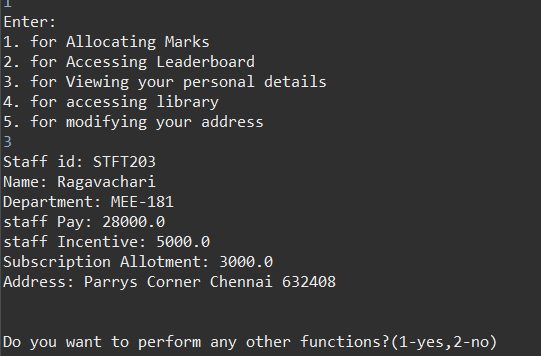 1
Enter:
1. for Allocating Marks
2. for Accessing Leaderboard
3. for Viewing your personal details
4. for accessing library
5. for modifying your address
3
Staff id: STFT203
Name: Ragavachari
Department: MEE-181
staff Pay: 28000.0
staff Incentive: 5000.0
Subscription Allotment: 3000.0
Address: Parrys Corner Chennai 632408
Do you want to perform any other functions?(1-yes,2-no)